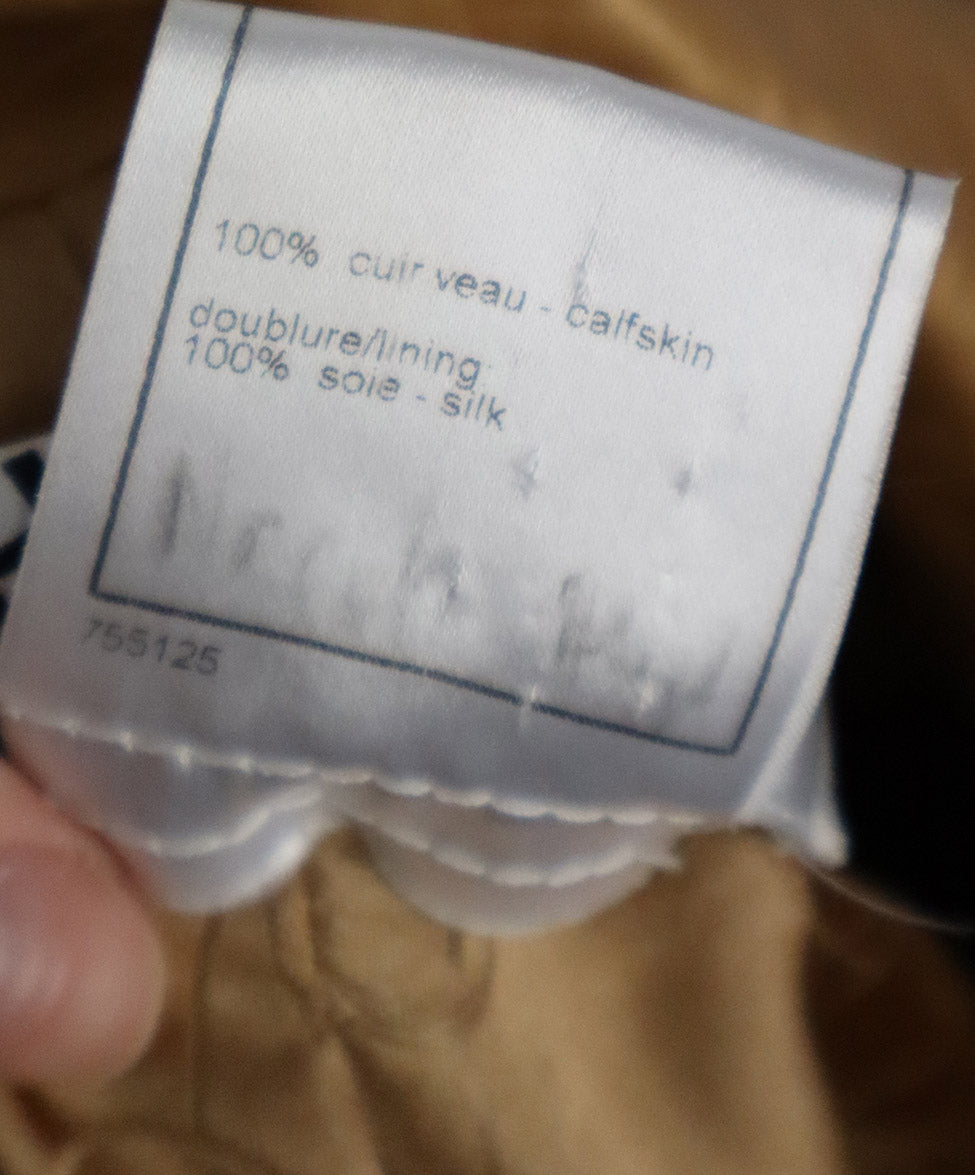 100% cuir veau - calfskin
doublure/lining:
100% soie - silk
755125